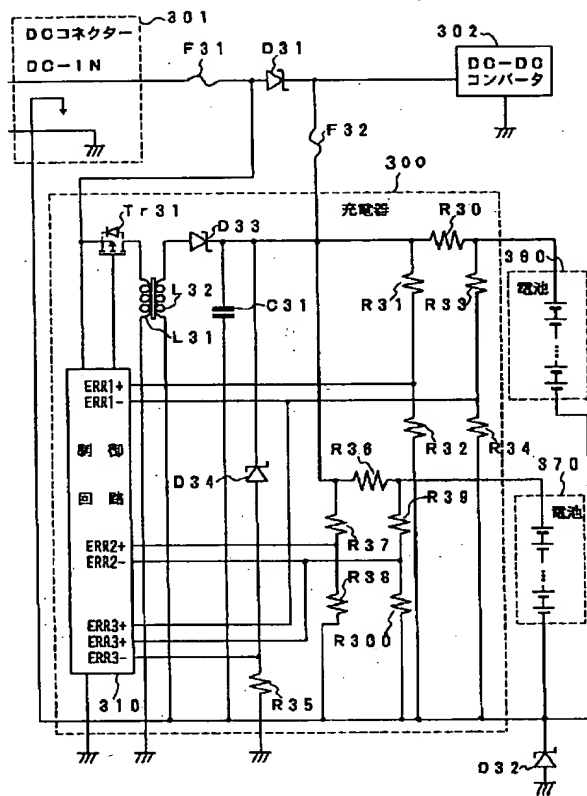 301
DCコネクター
DC-IN
F31
D31
302
DC-DC
コンバータ
F32
300
充電器
Tr31
D33
R30
380
電池
L32
L31
C31
R31
R33
ERR1+
ERR1-
制御
回路
D34
R32
R34
R36
370
電池
R39
R37
ERR2+
ERR2-
R38
R300
ERR3+
ERR3+
ERR3-
310
R35
D32